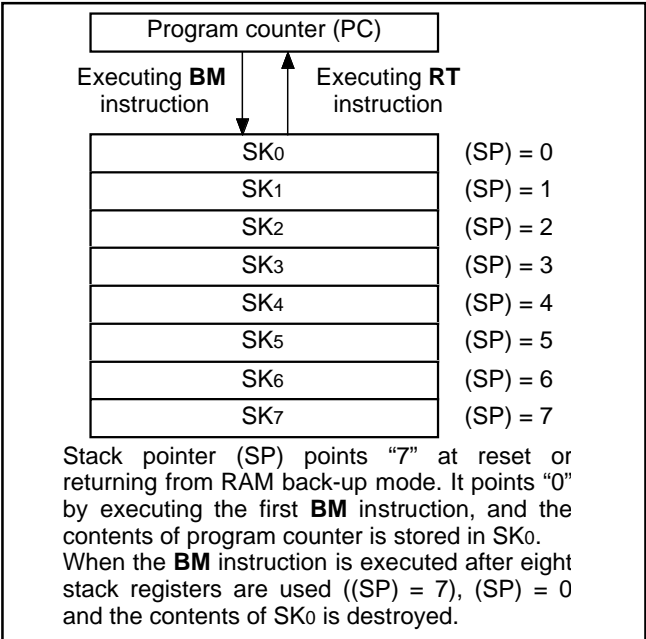 Program counter (PC)
Executing BM Executing RT
instruction instruction
SK0 (SP) = 0
SK1 (SP) = 1
SK2 (SP) = 2
SK3 (SP) = 3
SK4 (SP) = 4
SK5 (SP) = 5
SK6 (SP) = 6
SK7 (SP) = 7
Stack pointer (SP) points “7” at reset or
returning from RAM back-up mode. It points “0”
by executing the first BM instruction, and the
contents of program counter is stored in SK0.
When the BM instruction is executed after eight
stack registers are used ((SP) = 7), (SP) = 0
and the contents of SK0 is destroyed.